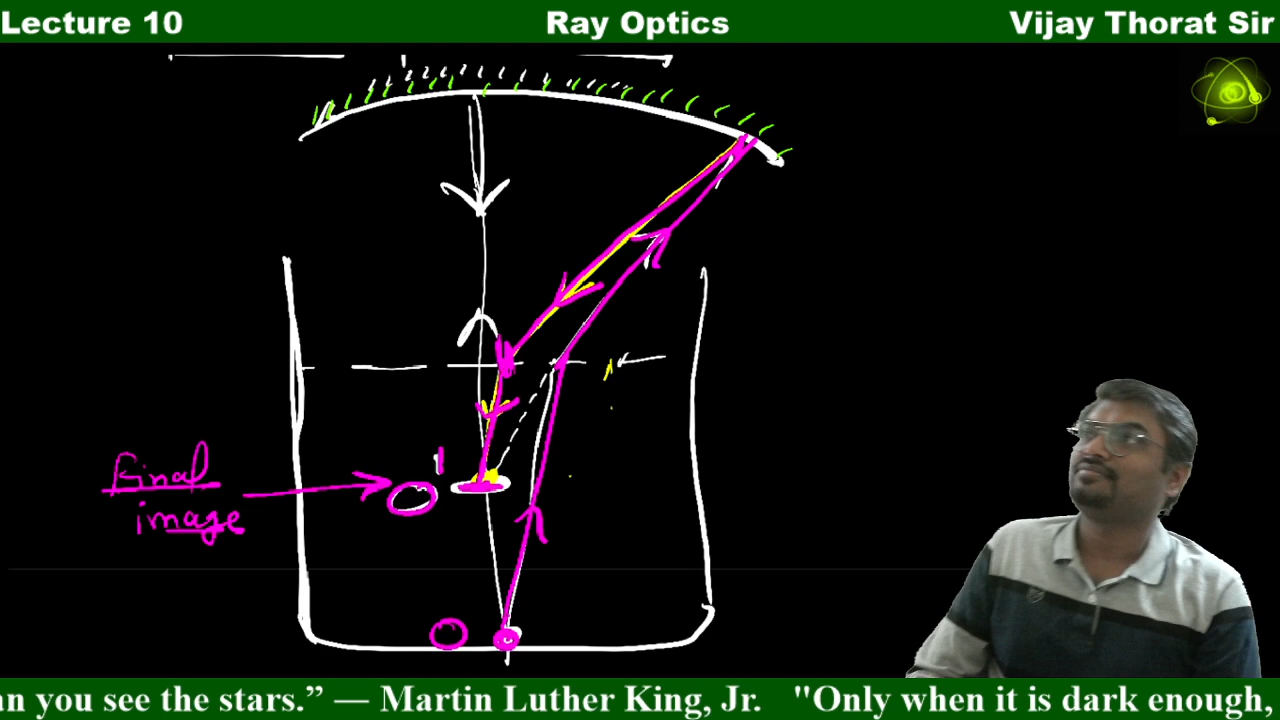 Lecture 10 Ray Optics Vijay Thorat Sir
Final
image
O'
O
an you see the stars.” — Martin Luther King, Jr. "Only when it is dark enough,